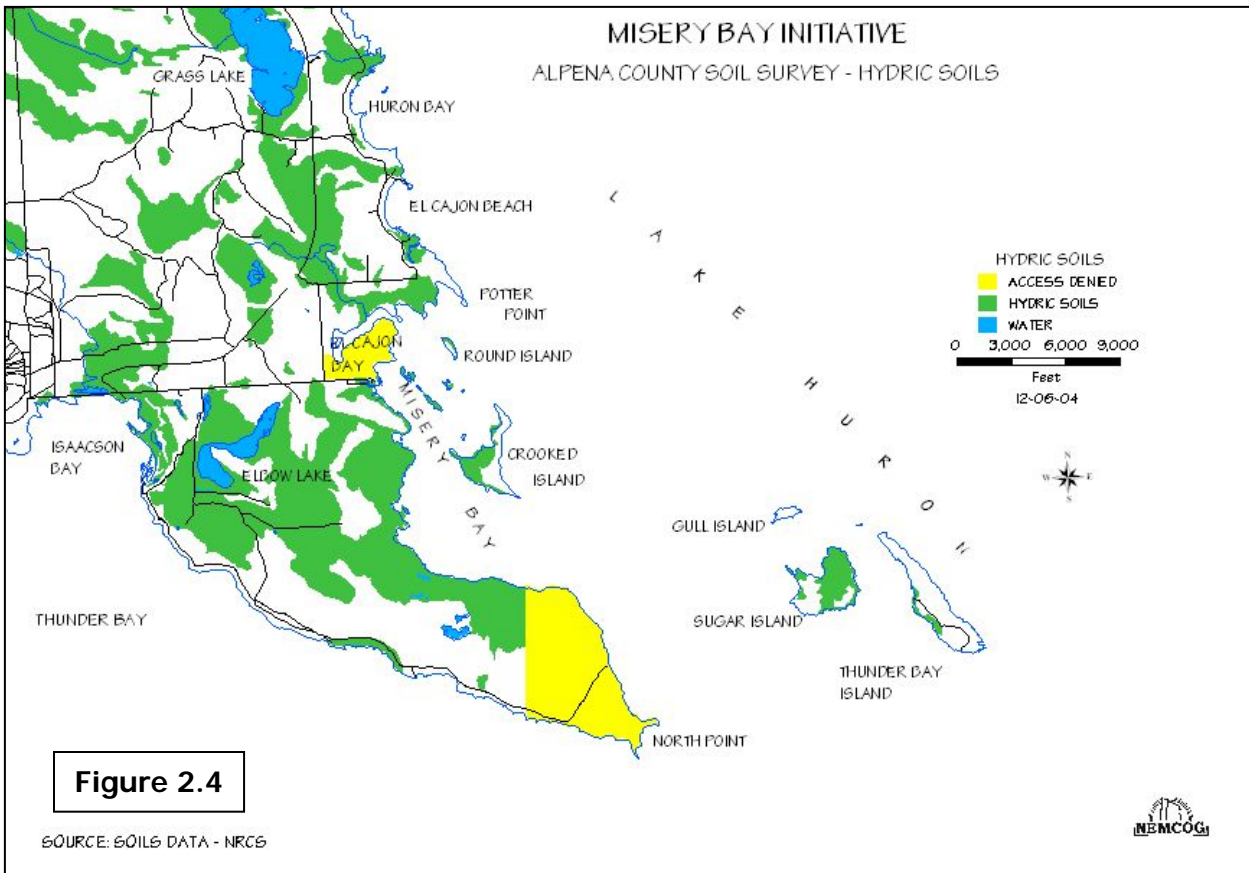 MISERY BAY INITIATIVE
ALPENA COUNTY SOIL SURVEY - HYDRIC SOILS
GRASS LAKE
HURON BAY
EL CAJON BEACH
LAKE HURON
HYDRIC SOILS
ACCESS DENIED
HYDRIC SOILS
WATER
0 3,000 6,000 9,000
Feet
12-06-04
POTTER
POINT
EL CAJON
BAY
ROUND ISLAND
MISERY BAY
ISAACSON
BAY
ELBOW LAKE
CROOKED
ISLAND
N
W E
S
GULL ISLAND
THUNDER BAY
SUGAR ISLAND
THUNDER BAY
ISLAND
NORTH POINT
Figure 2.4
SOURCE: SOILS DATA - NRCS
NEMCOG